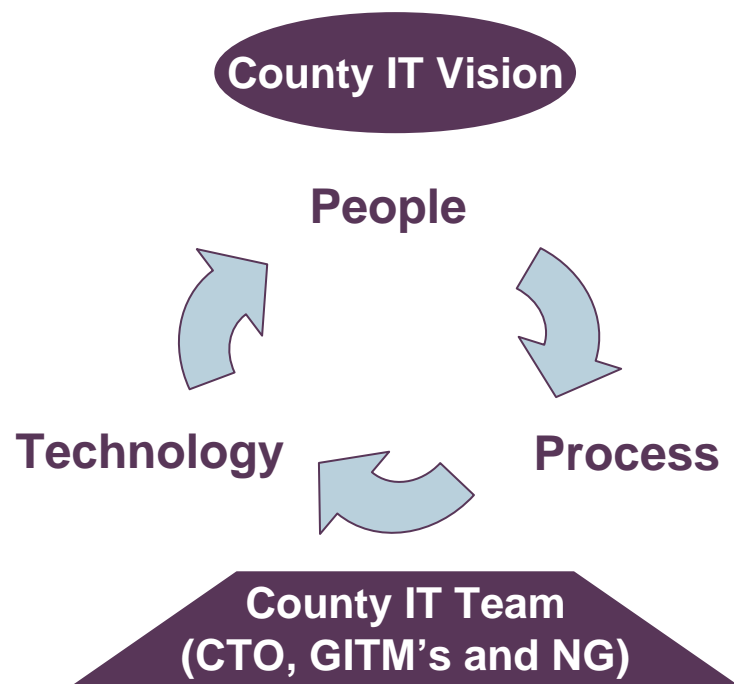 County IT Vision
People
Technology
Process
County IT Team
(CTO, GITM's and NG)